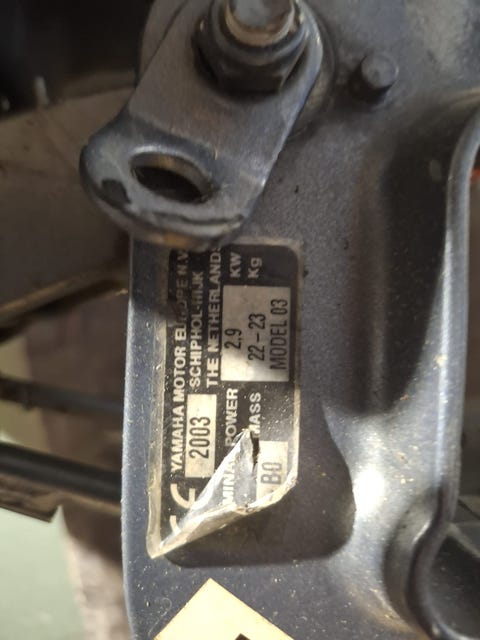 YAMAHA MOTOR EUROPE N.V.
2003 SCHIPHOL-RIJK
THE NETHERLANDS
POWER 2.9 KW
MASS 22-23 Kg
B0 MODEL 03